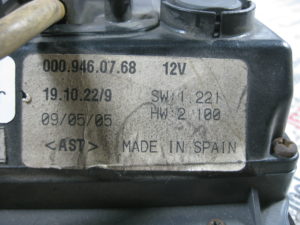 000.946.07.68 12V
19.10.22/9 SW:1.221
09/05/05 HW:2.100
<AST> MADE IN SPAIN